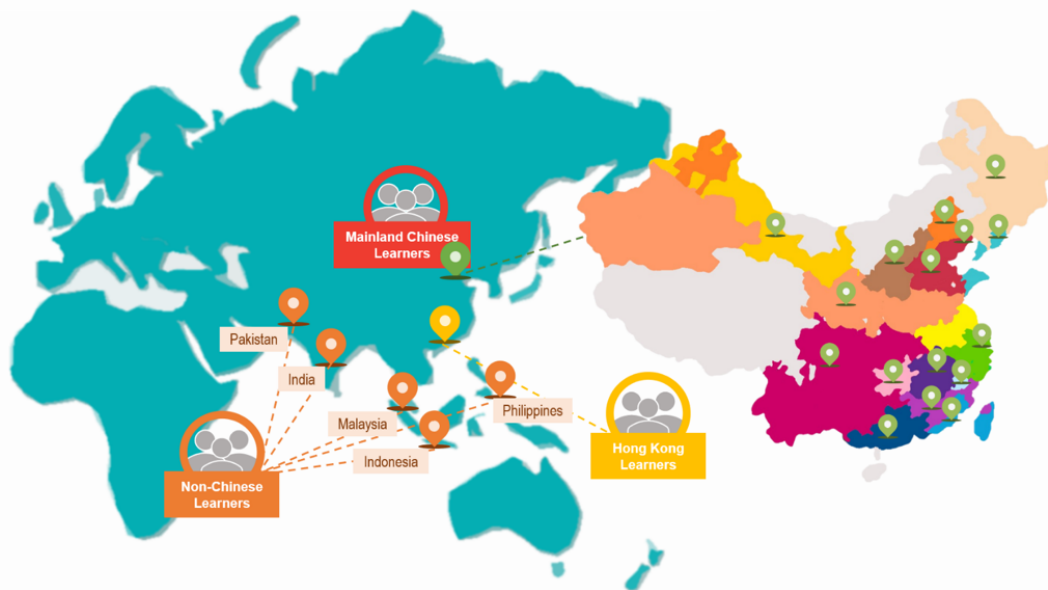 Mainland Chinese
Learners
Pakistan
India
Malaysia
Philippines
Indonesia
Hong Kong
Learners
Non-Chinese
Learners